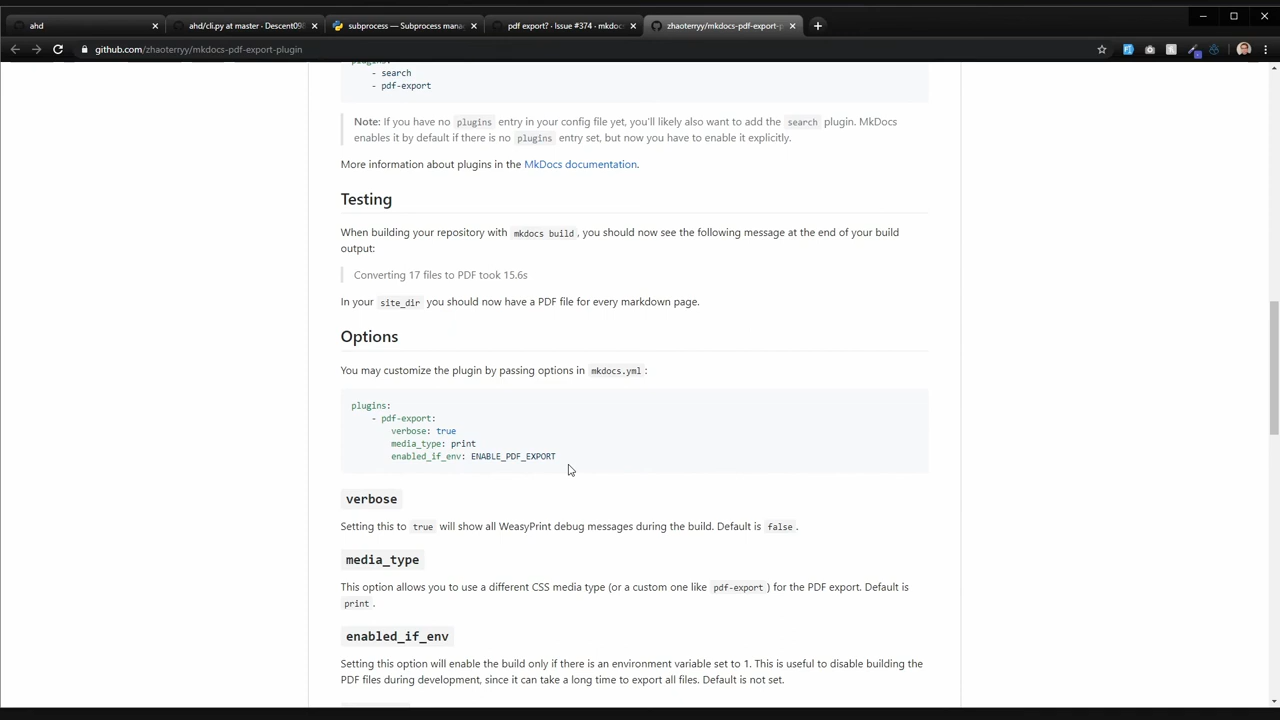 ahd
ahd/cli.py at master · Descent098
subprocess — Subprocess mana
pdf export? · Issue #374 · mkdocs
zhaoterryy/mkdocs-pdf-export-p
github.com/zhaoterryy/mkdocs-pdf-export-plugin
plugins:
- search
- pdf-export
Note: If you have no plugins entry in your config file yet, you'll likely also want to add the search plugin. MkDocs
enables it by default if there is no plugins entry set, but now you have to enable it explicitly.
More information about plugins in the MkDocs documentation.
Testing
When building your repository with mkdocs build, you should now see the following message at the end of your build
output:
Converting 17 files to PDF took 15.6s
In your site_dir you should now have a PDF file for every markdown page.
Options
You may customize the plugin by passing options in mkdocs.yml :
plugins:
- pdf-export:
verbose: true
media_type: print
enabled_if_env: ENABLE_PDF_EXPORT
verbose
Setting this to true will show all WeasyPrint debug messages during the build. Default is false.
media_type
This option allows you to use a different CSS media type (or a custom one like pdf-export) for the PDF export. Default is
print.
enabled_if_env
Setting this option will enable the build only if there is an environment variable set to 1. This is useful to disable building the
PDF files during development, since it can take a long time to export all files. Default is not set.